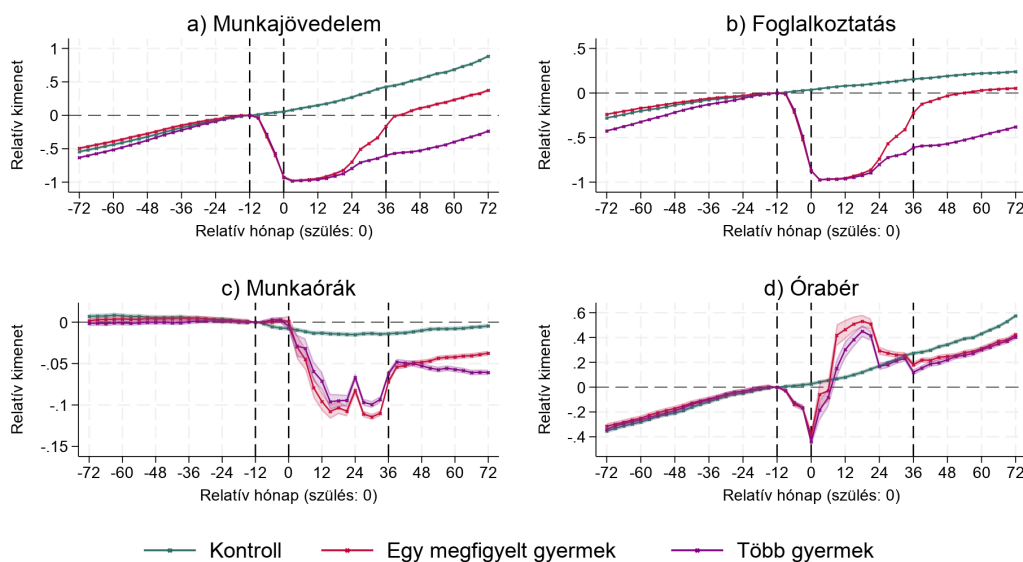 a) Munkajövedelem
Relatív kimenet
1
.5
0
-.5
-1
-72 -60 -48 -36 -24 -12 0 12 24 36 48 60 72
Relatív hónap (szülés: 0)
b) Foglalkoztatás
Relatív kimenet
.5
0
-.5
-1
-72 -60 -48 -36 -24 -12 0 12 24 36 48 60 72
Relatív hónap (szülés: 0)
c) Munkaórák
Relatív kimenet
0
-.05
-.1
-.15
-72 -60 -48 -36 -24 -12 0 12 24 36 48 60 72
Relatív hónap (szülés: 0)
d) Órabér
Relatív kimenet
.6
.4
.2
0
-.2
-.4
-72 -60 -48 -36 -24 -12 0 12 24 36 48 60 72
Relatív hónap (szülés: 0)
Kontroll Egy megfigyelt gyermek Több gyermek